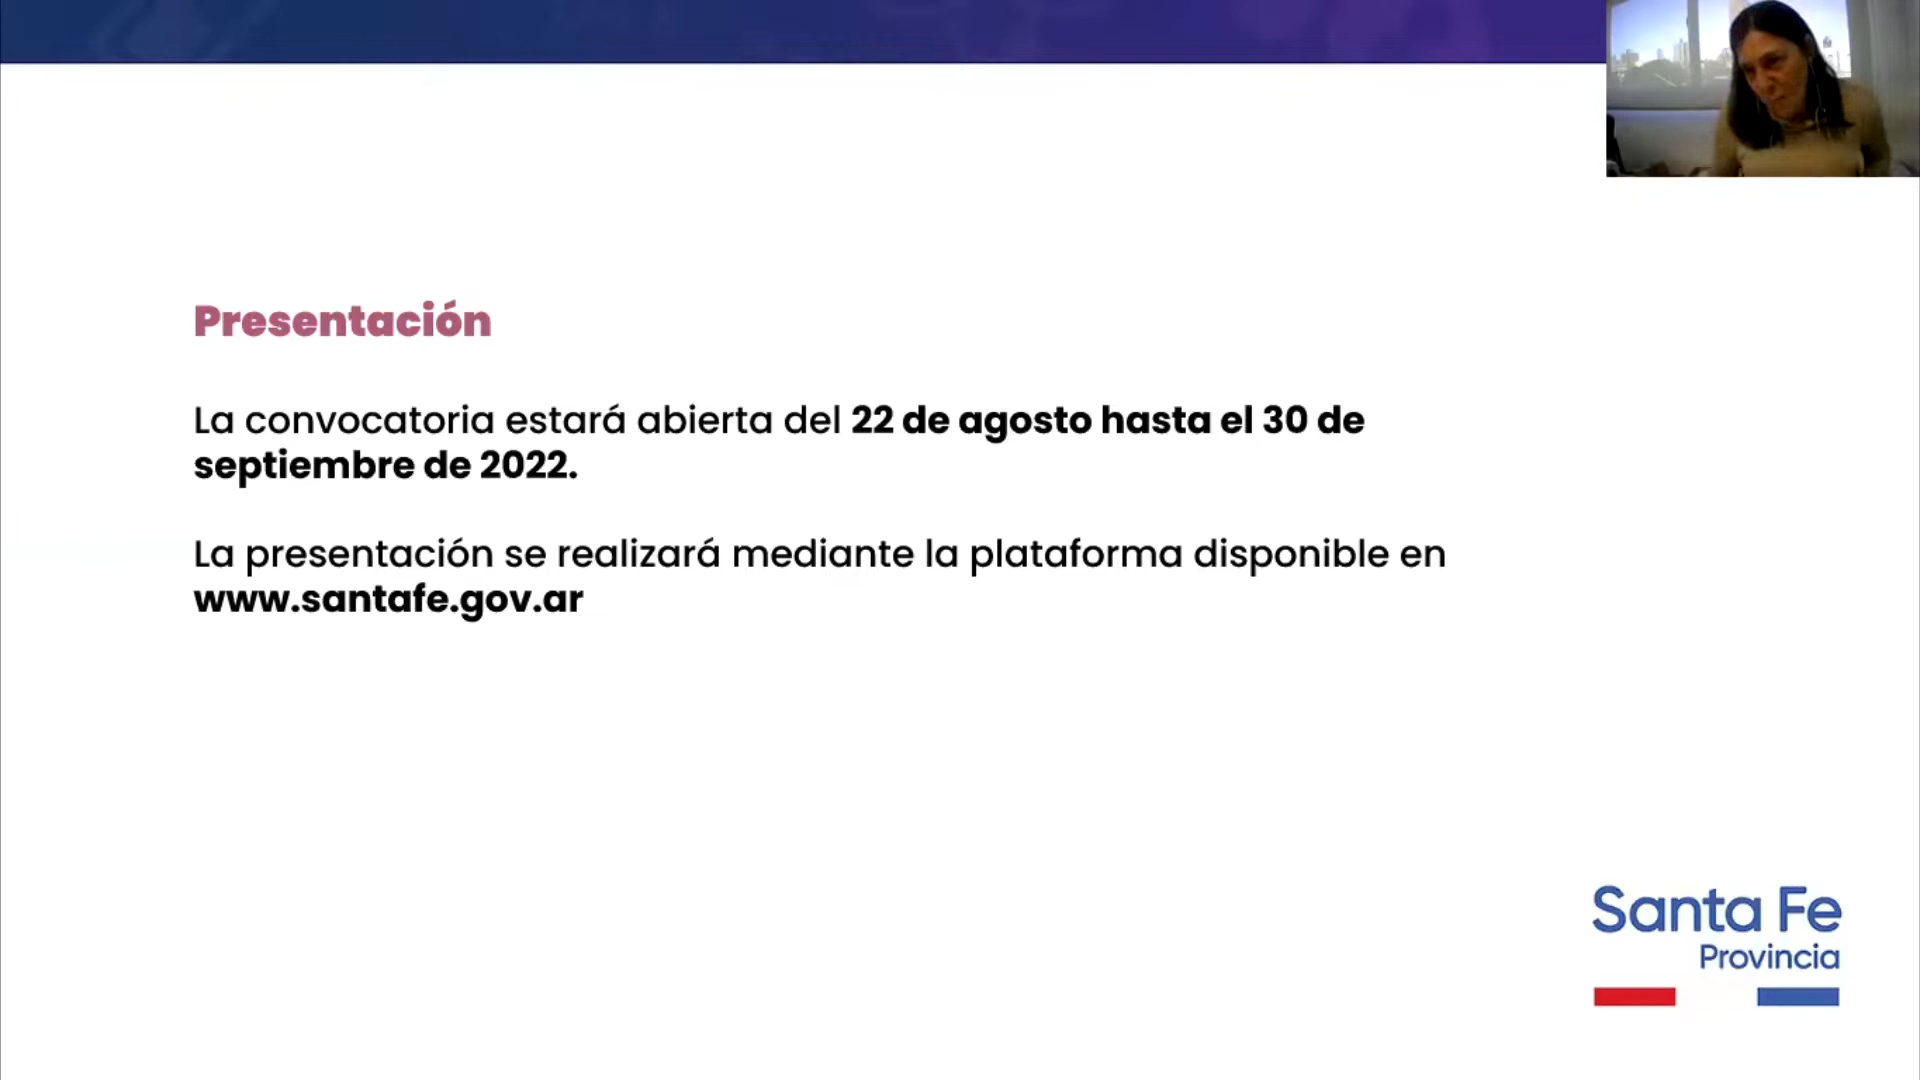 Presentación
La convocatoria estará abierta del 22 de agosto hasta el 30 de
septiembre de 2022.
La presentación se realizará mediante la plataforma disponible en
www.santafe.gov.ar
Santa Fe
Provincia